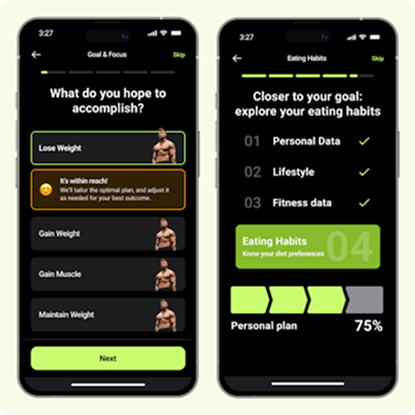 3:27
Goal & Focus
Skip
What do you hope to
accomplish?
Lose Weight
It's within reach!
We'll tailor the optimal plan, and adjust it
as needed for your best outcome.
Gain Weight
Gain Muscle
Maintain Weight
Next
3:27
Eating Habits
Skip
Closer to your goal:
explore your eating habits
01 Personal Data
02 Lifestyle
03 Fitness data
Eating Habits
Know your diet preferences
04
Personal plan 75%